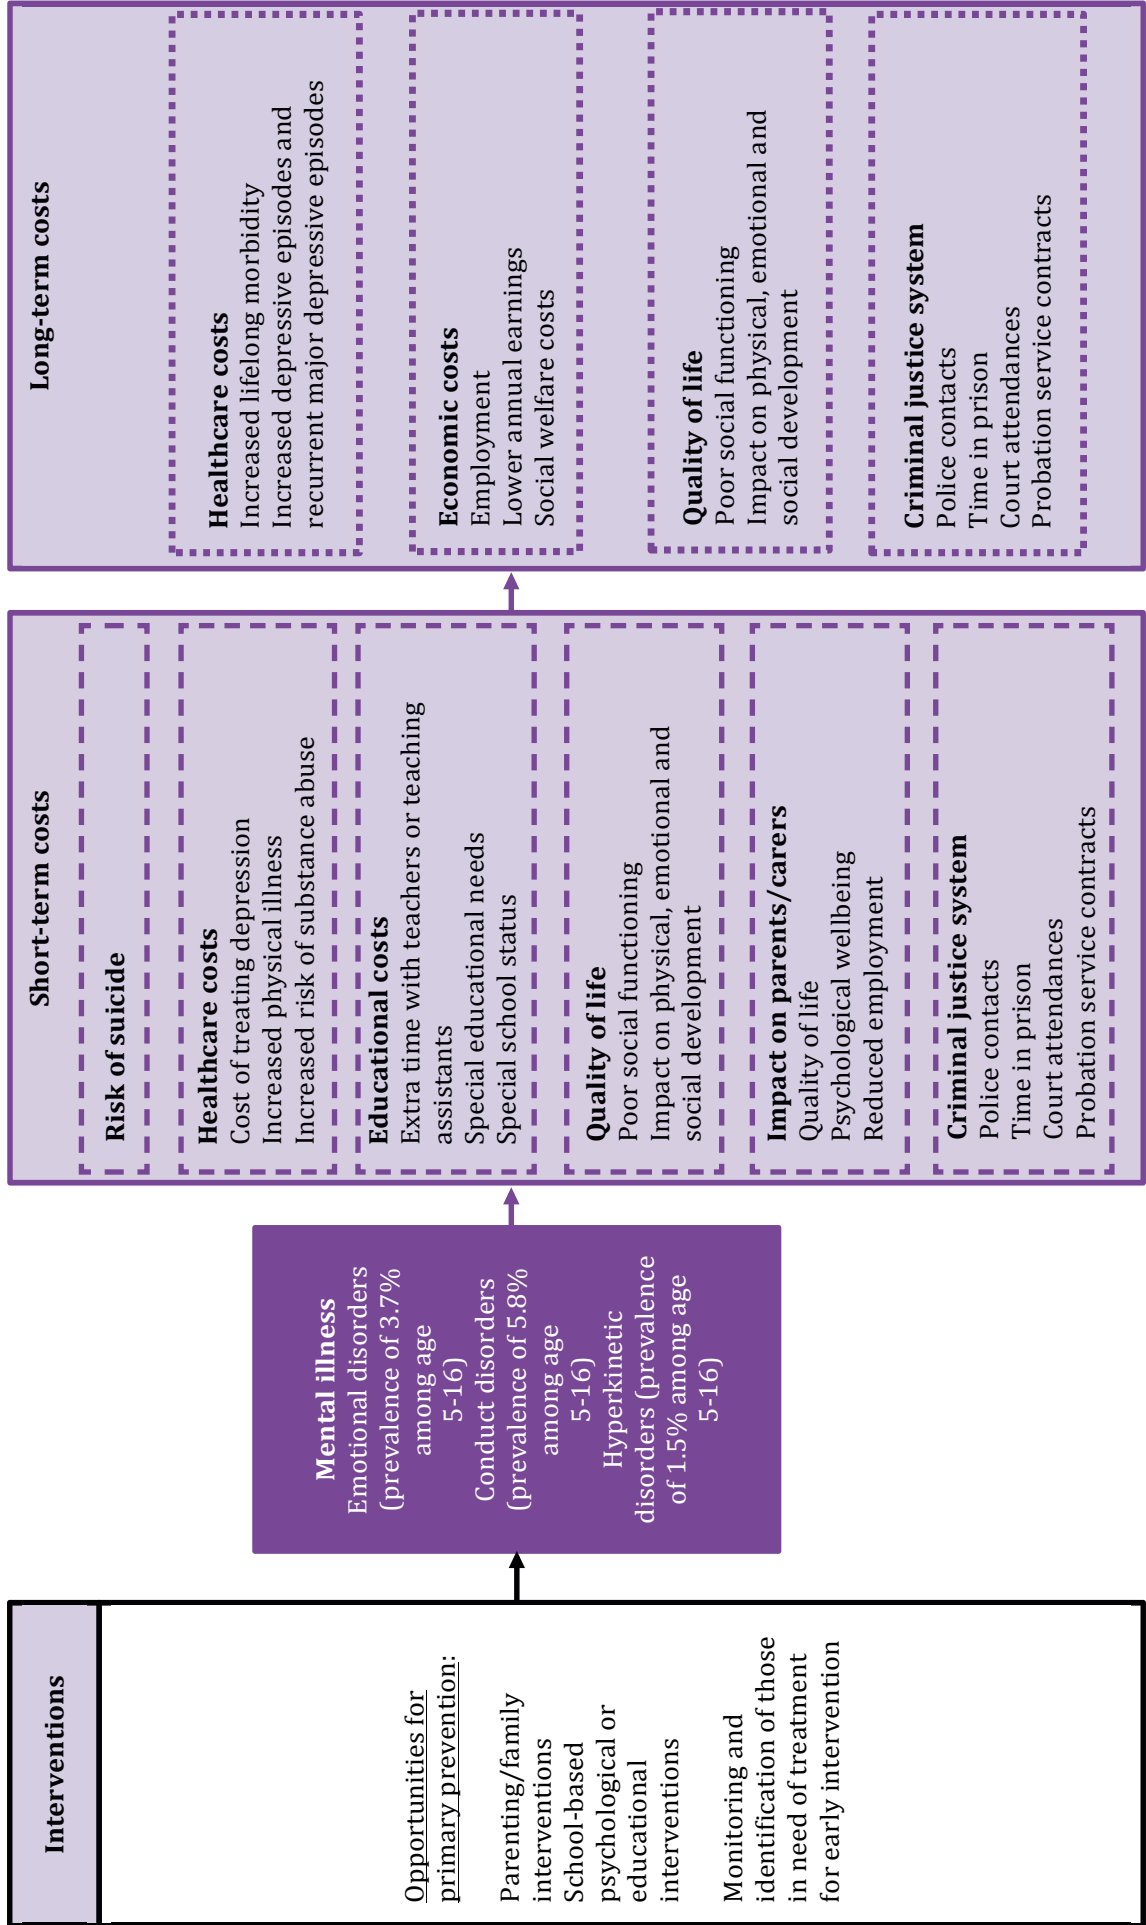 Interventions
Opportunities for
primary prevention:
Parenting/family
interventions
School-based
psychological or
educational
interventions
Monitoring and
identification of those
in need of treatment
for early intervention
Mental illness
Emotional disorders
(prevalence of 3.7%
among age
5-16)
Conduct disorders
(prevalence of 5.8%
among age
5-16)
Hyperkinetic
disorders (prevalence
of 1.5% among age
5-16)
Short-term costs
Risk of suicide
Healthcare costs
Cost of treating depression
Increased physical illness
Increased risk of substance abuse
Educational costs
Extra time with teachers or teaching
assistants
Special educational needs
Special school status
Quality of life
Poor social functioning
Impact on physical, emotional and
social development
Impact on parents/carers
Quality of life
Psychological wellbeing
Reduced employment
Criminal justice system
Police contacts
Time in prison
Court attendances
Probation service contracts
Long-term costs
Healthcare costs
Increased lifelong morbidity
Increased depressive episodes and
recurrent major depressive episodes
Economic costs
Employment
Lower annual earnings
Social welfare costs
Quality of life
Poor social functioning
Impact on physical, emotional and
social development
Criminal justice system
Police contacts
Time in prison
Court attendances
Probation service contracts